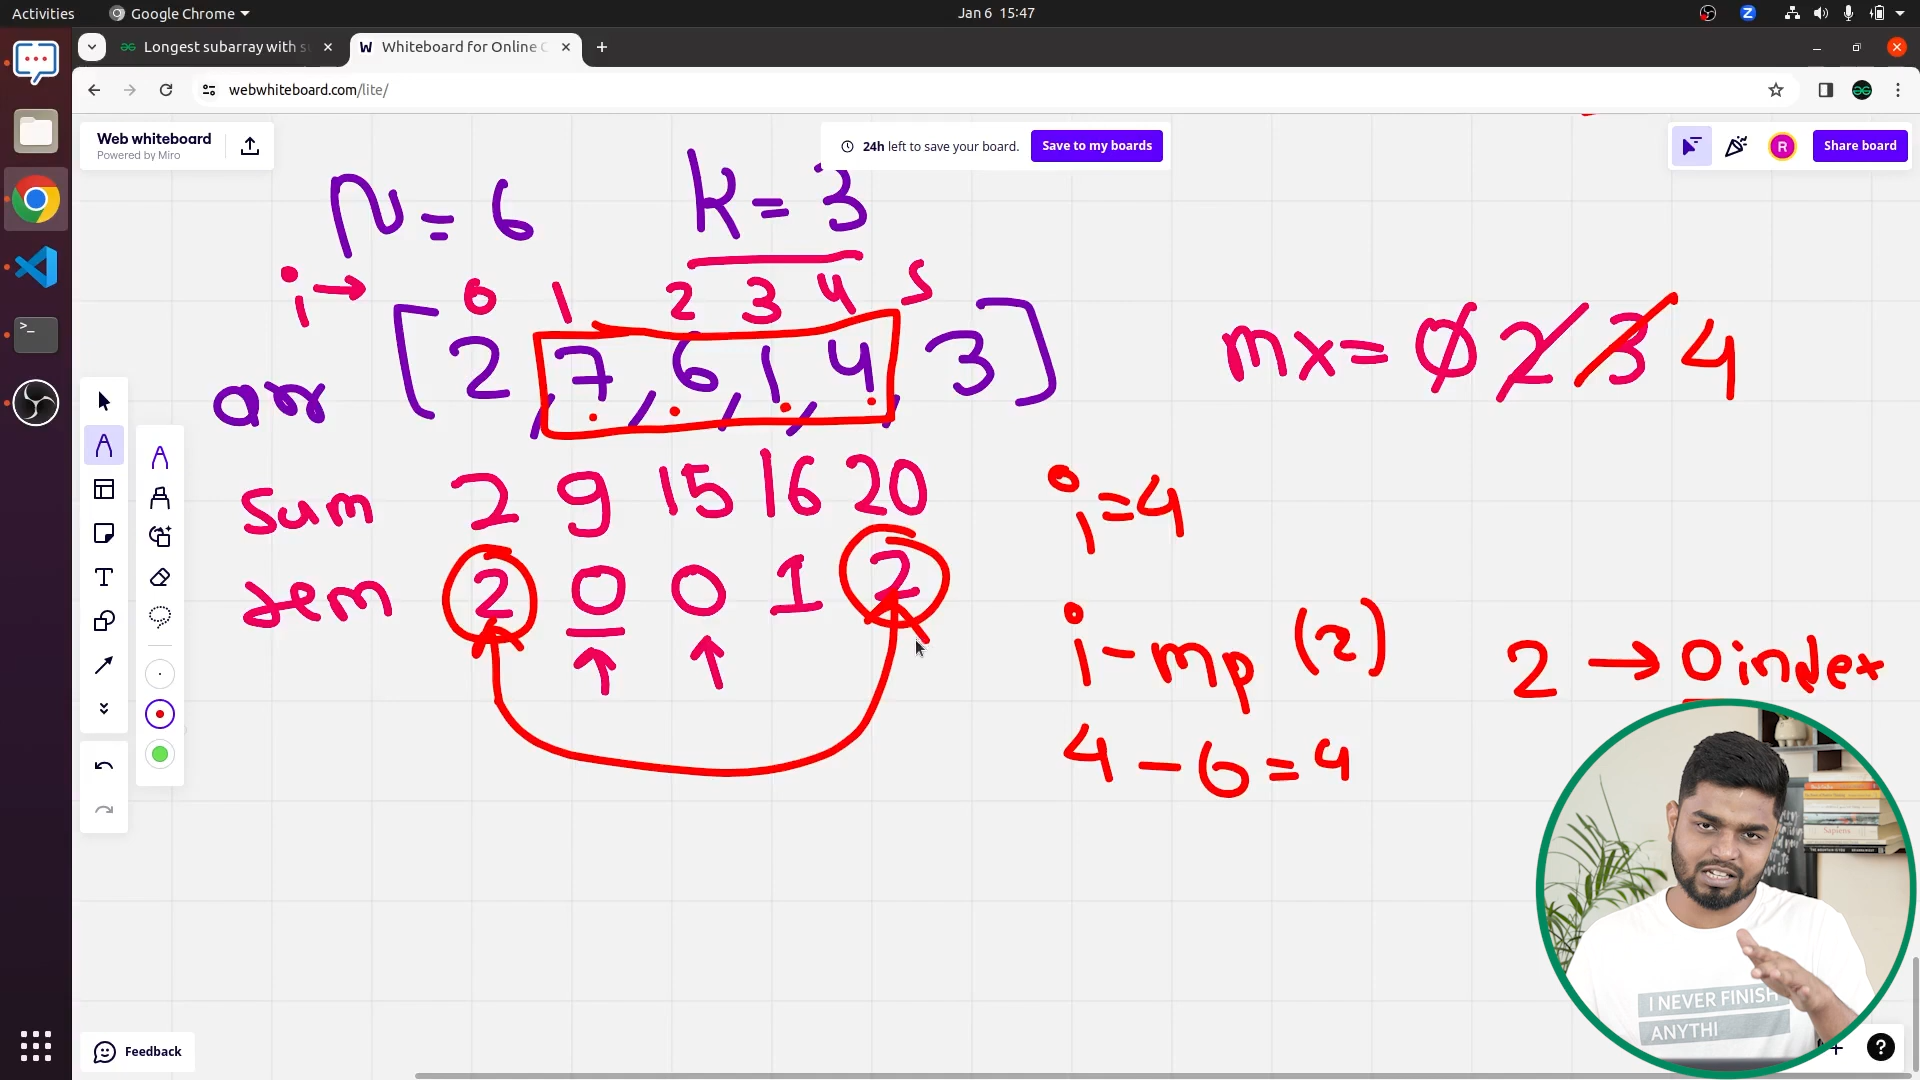 Activities Google Chrome Jan 6 15:47
Longest subarray with s Whiteboard for Online C
webwhiteboard.com/lite/
Web whiteboard
Powered by Miro
24h left to save your board. Save to my boards
R Share board
N = 6 k = 3
i → 0 1 2 3 4 5
arr [ 2, 7, 6, 1, 4, 3 ]
mx = 0 2 3 4
sum 2 9 15 16 20
i = 4
rem 2 0 0 1 2
i - mp (2)
2 → 0 index
4 - 0 = 4
I NEVER FINISH
ANYTHI
Feedback